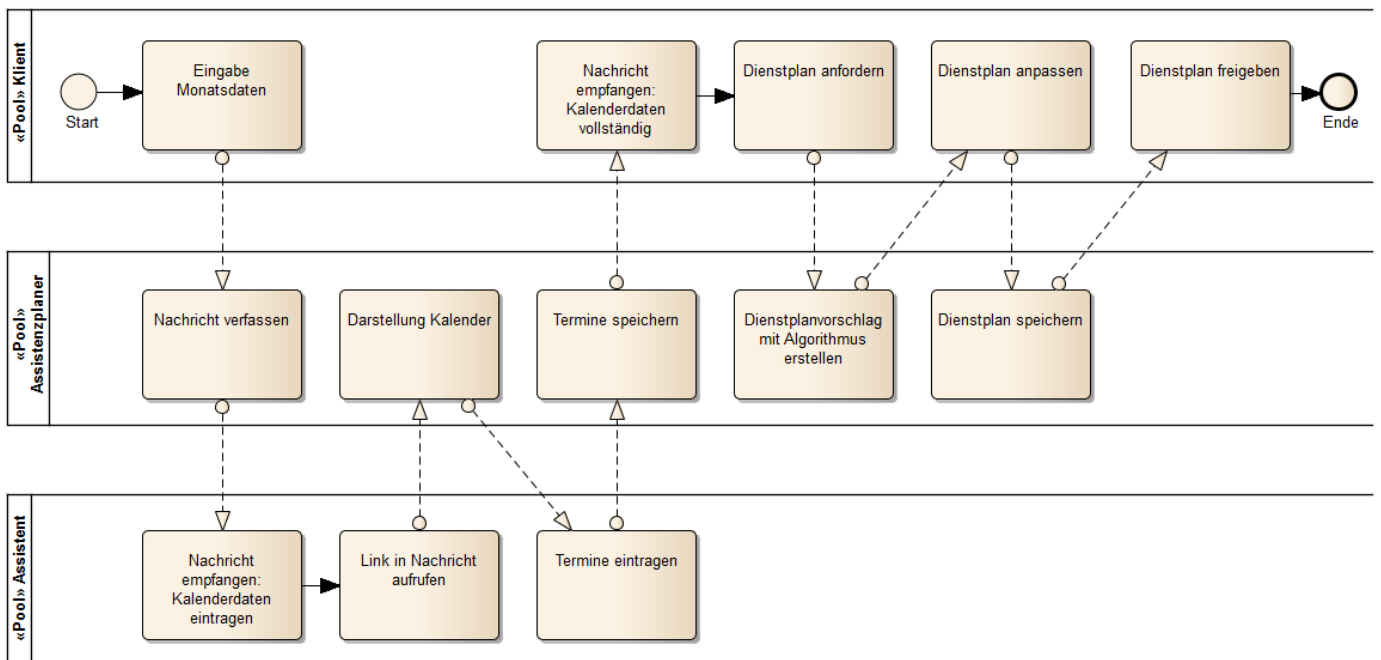 «Pool» Klient
Start
Eingabe
Monatsdaten
Nachricht
empfangen:
Kalenderdaten
vollständig
Dienstplan anfordern
Dienstplan anpassen
Dienstplan freigeben
Ende
«Pool»
Assistenzplaner
Nachricht verfassen
Darstellung Kalender
Termine speichern
Dienstplanvorschlag
mit Algorithmus
erstellen
Dienstplan speichern
«Pool» Assistent
Nachricht
empfangen:
Kalenderdaten
eintragen
Link in Nachricht
aufrufen
Termine eintragen